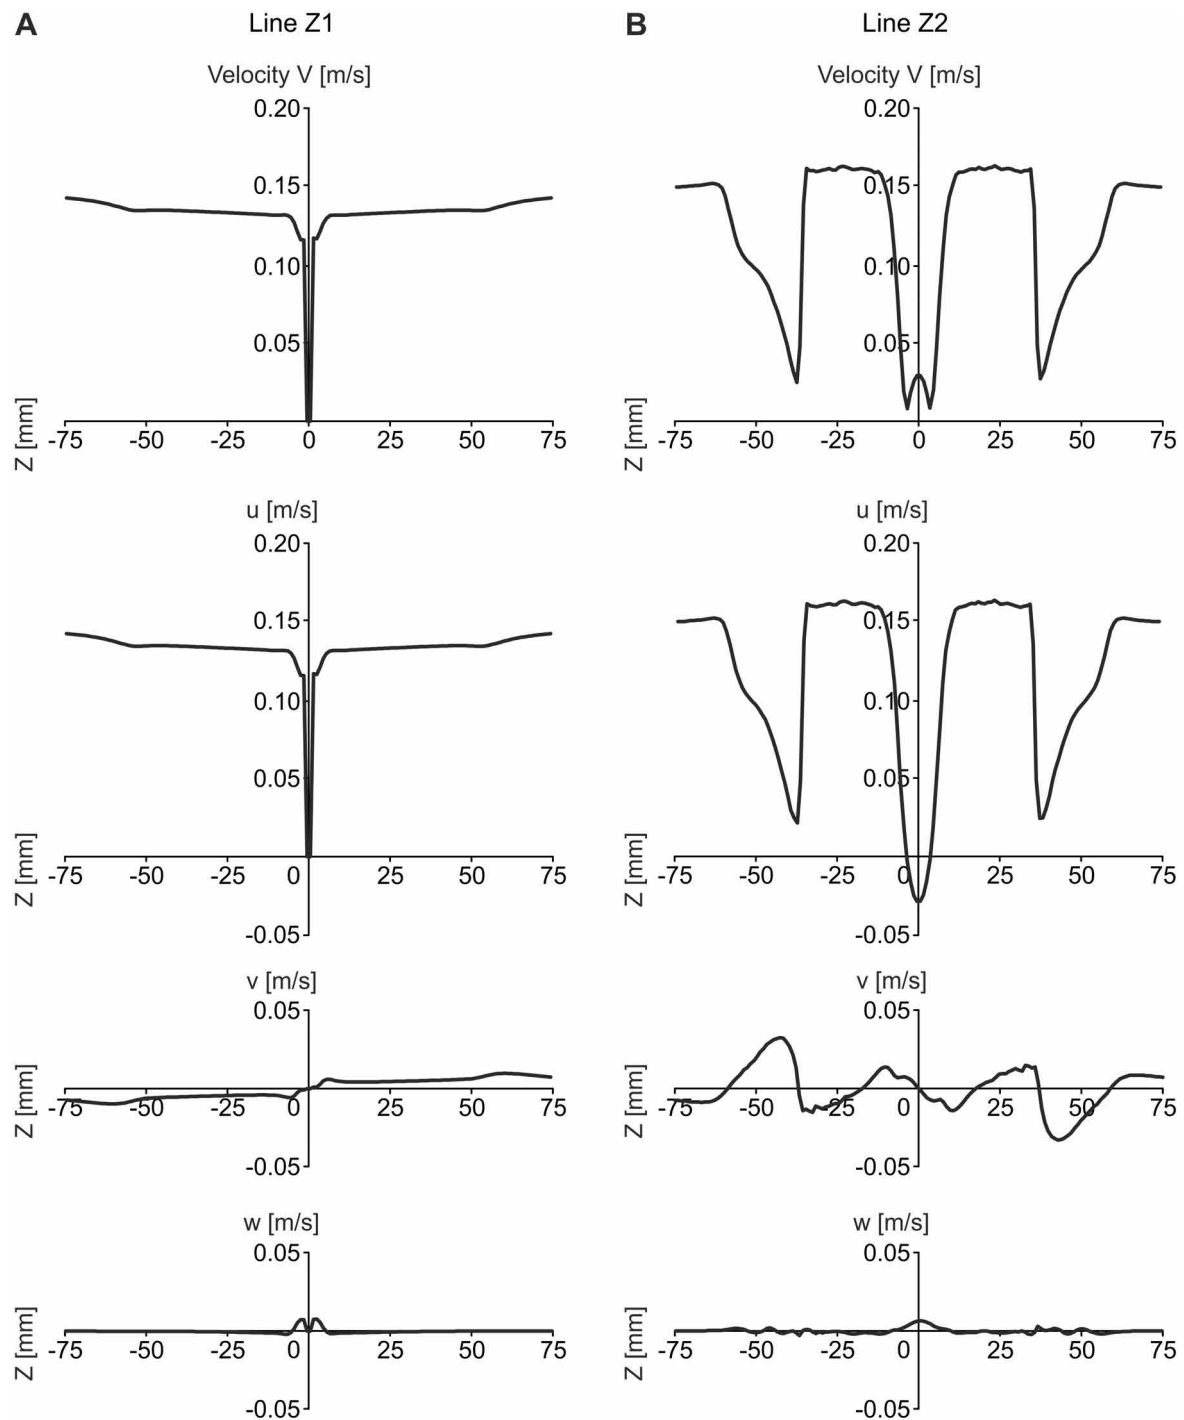 A Line Z1 B Line Z2
Velocity V [m/s] Velocity V [m/s]
0.20 0.20
0.15 0.15
0.10 0.10
0.05 0.05
Z [mm] Z [mm]
-75 -50 -25 0 25 50 75 -75 -50 -25 0 25 50 75
u [m/s] u [m/s]
0.20 0.20
0.15 0.15
0.10 0.10
0.05 0.05
Z [mm] Z [mm]
-75 -50 -25 0 25 50 75 -75 -50 -25 0 25 50 75
-0.05 -0.05
v [m/s] v [m/s]
0.05 0.05
Z [mm] Z [mm]
-75 -50 -25 0 25 50 75 -75 -50 -25 0 25 50 75
-0.05 -0.05
w [m/s] w [m/s]
0.05 0.05
Z [mm] Z [mm]
-75 -50 -25 0 25 50 75 -75 -50 -25 0 25 50 75
-0.05 -0.05